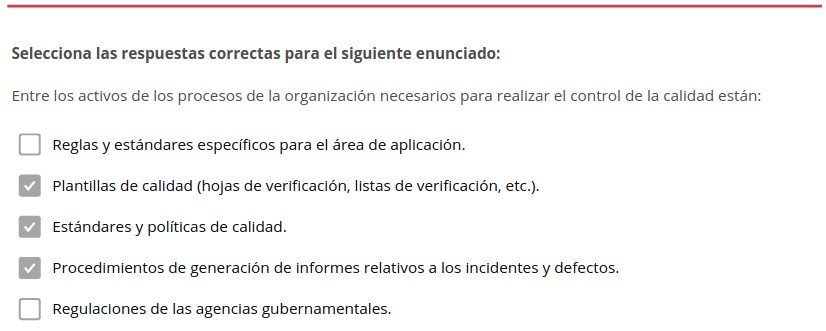 Selecciona las respuestas correctas para el siguiente enunciado:
Entre los activos de los procesos de la organización necesarios para realizar el control de la calidad están:
Reglas y estándares específicos para el área de aplicación.
Plantillas de calidad (hojas de verificación, listas de verificación, etc.).
Estándares y políticas de calidad.
Procedimientos de generación de informes relativos a los incidentes y defectos.
Regulaciones de las agencias gubernamentales.